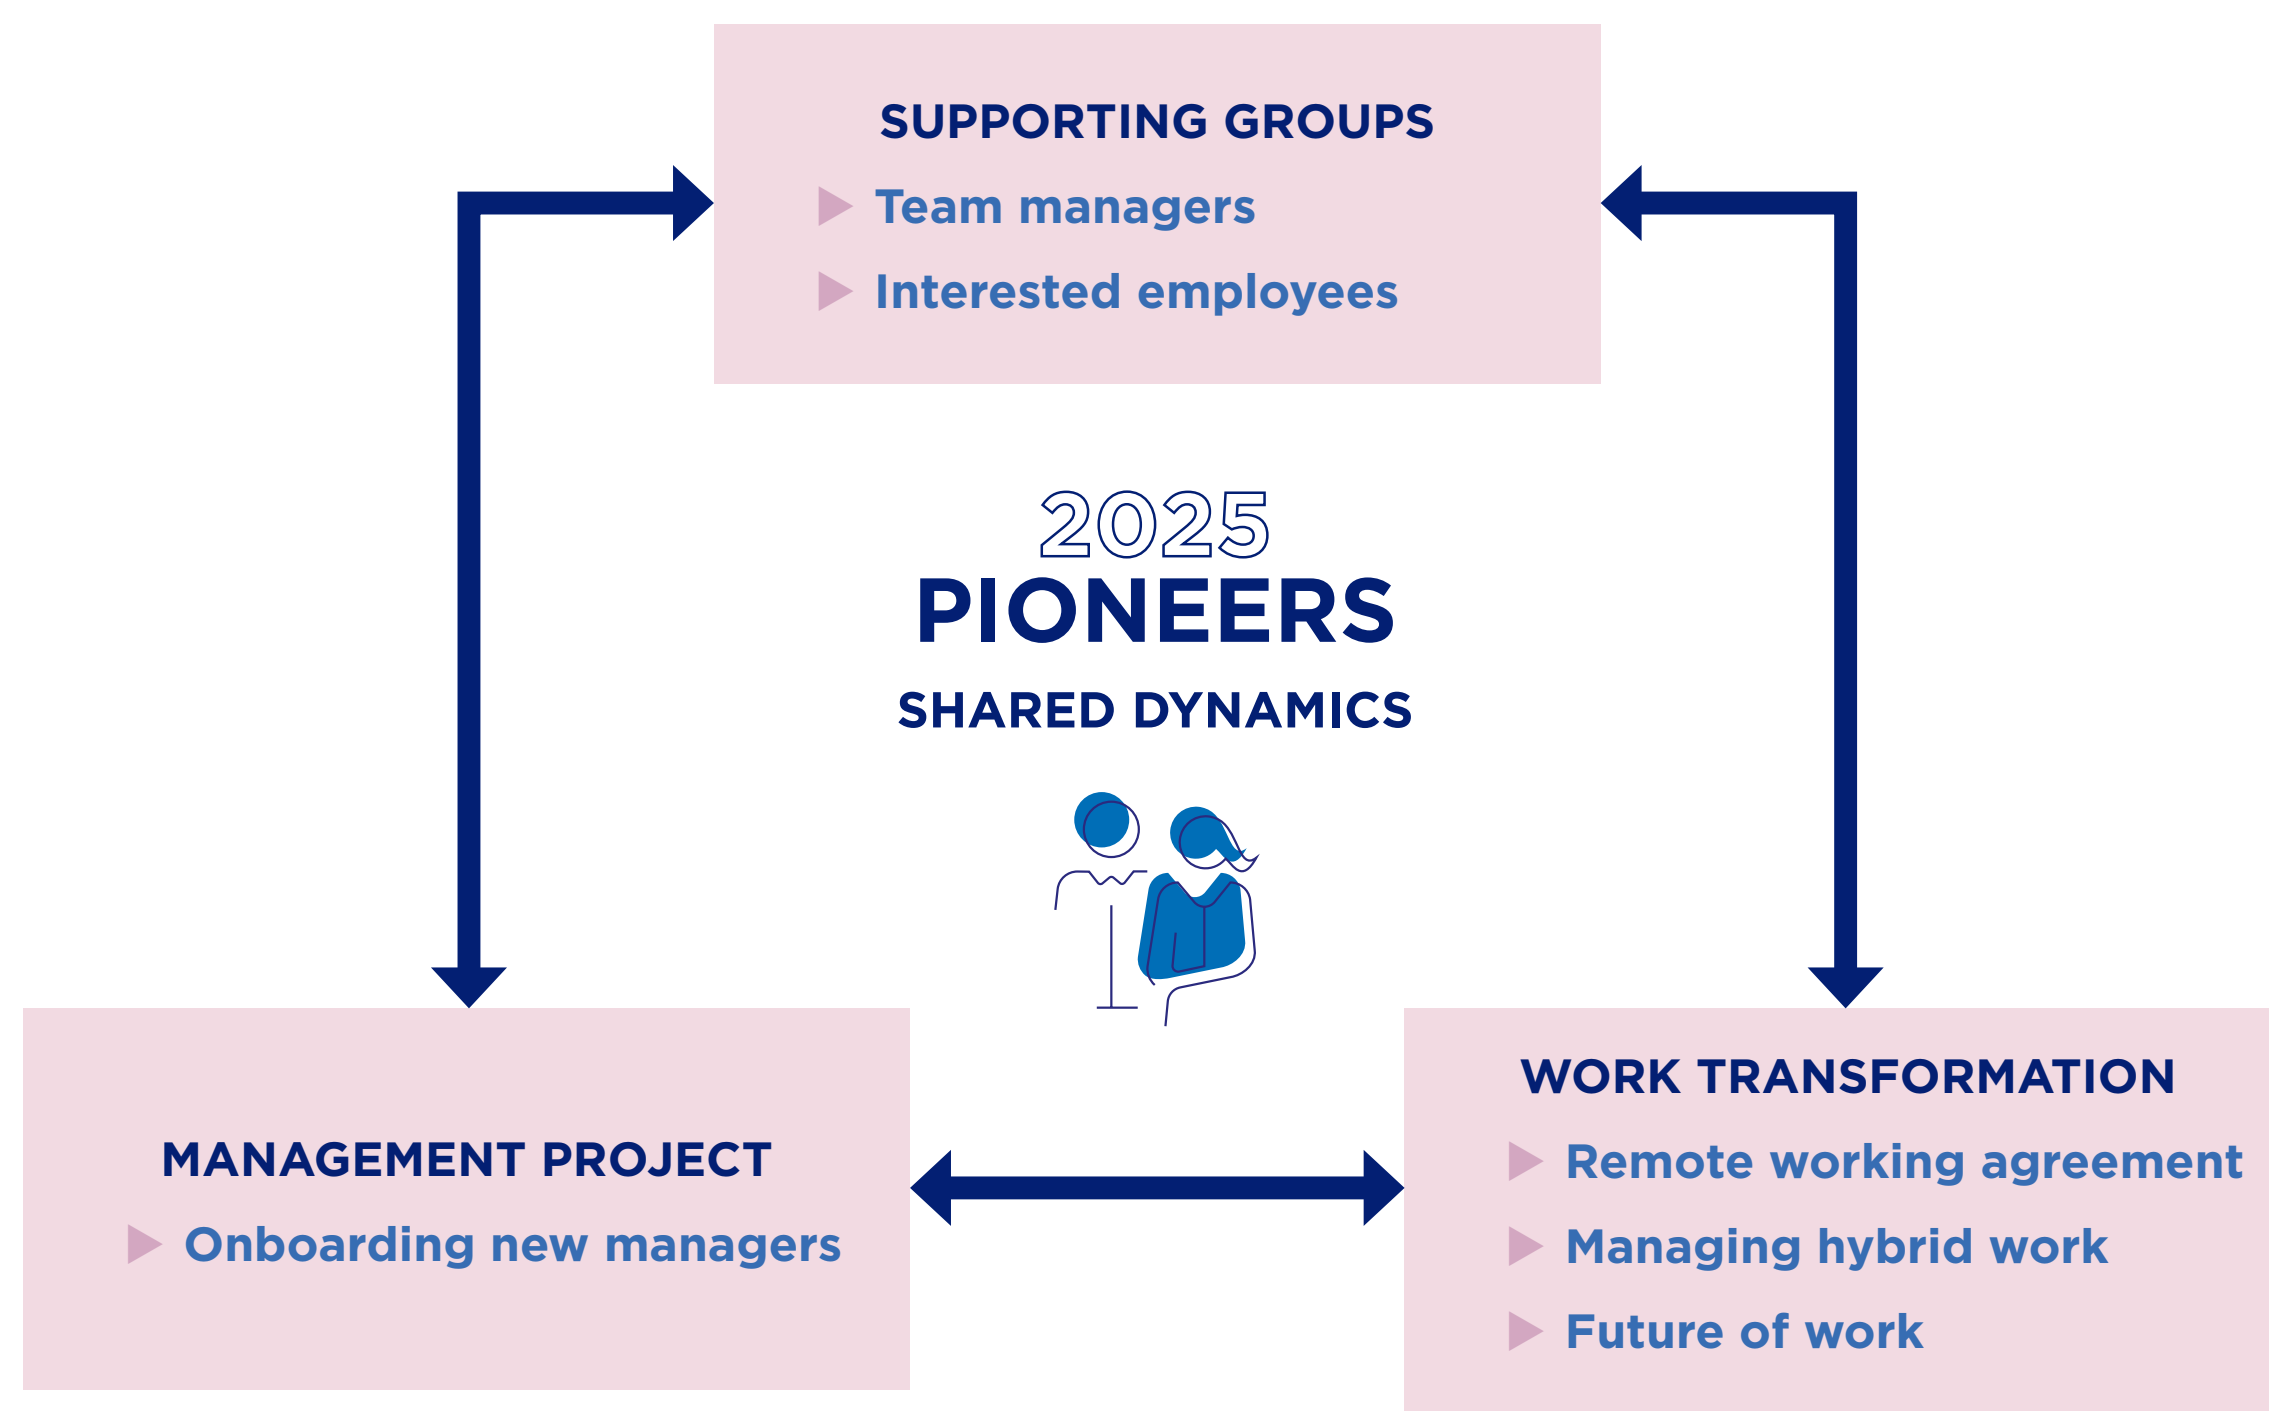 SUPPORTING GROUPS
Team managers
Interested employees
2025
PIONEERS
SHARED DYNAMICS
MANAGEMENT PROJECT
Onboarding new managers
WORK TRANSFORMATION
Remote working agreement
Managing hybrid work
Future of work